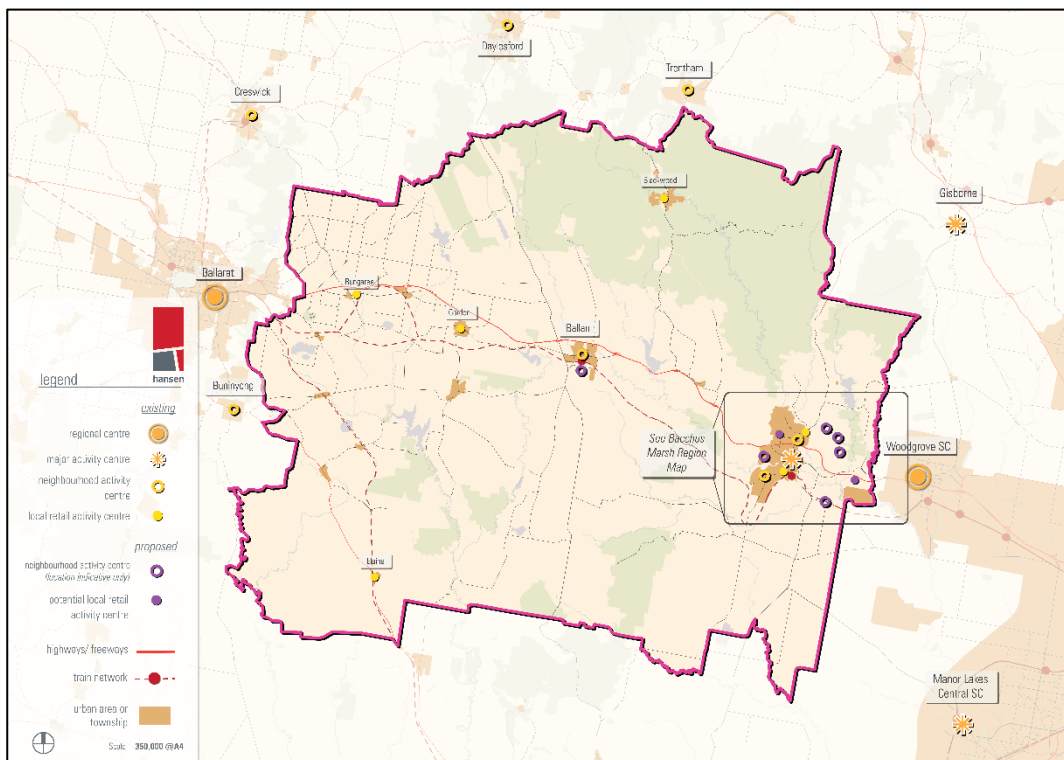 Daylesford
Trentham
Creswick
Blackwood
Gisborne
Ballarat
Bungaree
Gordon
Ballan
Buninyong
See Bacchus
Marsh Region
Map
Woodgrove SC
Elaine
Manor Lakes
Central SC
hansen
legend
existing
regional centre
major activity centre
neighbourhood activity
centre
local retail activity centre
proposed
neighbourhood activity centre
(location indicative only)
potential local retail
activity centre
highways/ freeways
train network
urban area or
township
Scale 350,000 @A4